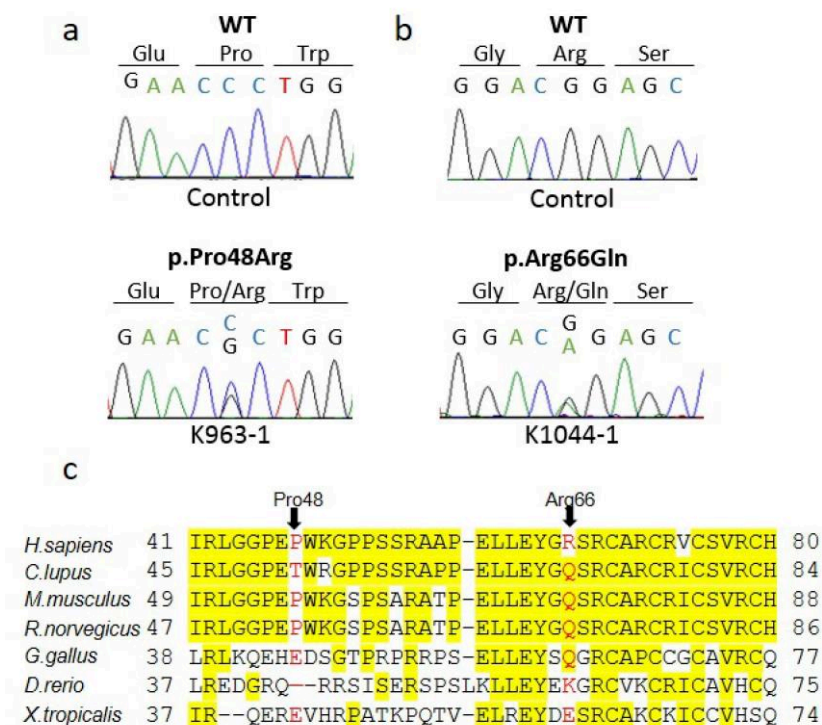 a
WT
Glu Pro Trp
G A A C C C T G G
Control
p.Pro48Arg
Glu Pro/Arg Trp
G A A C C G C T G G
K963-1
b
WT
Gly Arg Ser
G G A C G G A G C
Control
p.Arg66Gln
Gly Arg/Gln Ser
G G A C G A G A G C
K1044-1
c
Pro48 Arg66
H.sapiens 41 IRLGGPEPWKGPPSSRAAP-ELLEYGRSRCARCRVCSVRCH 80
C.lupus 45 IRLGGPETWRGPPSSRAPP-ELLEYGQSRCARCRICSVRCH 84
M.musculus 49 IRLGGPEPWKGSPSARATP-ELLEYGQSRCARCRICSVRCH 88
R.norvegicus 47 IRLGGPEPWKGSPSARATP-ELLEYGQSRCARCRICSVRCH 86
G.gallus 38 LRLKQEHEDSGTPRPRRPS-ELLEYSQGRCAPCCGCAVRCQ 77
D.rerio 37 LREDGRQ--RRSISERSPSLKLLEYEKGRCVKCRICAVHCQ 75
X.tropicalis 37 IR--QEREVHRPATKPQTV-ELREYDESRCAKCKICCVHSQ 74